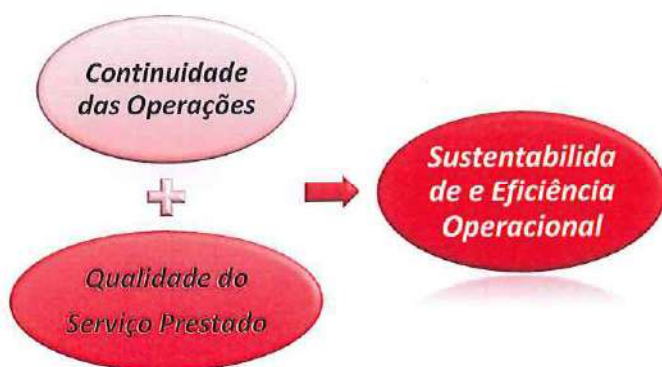 Continuidade
das Operações
+
Qualidade do
Serviço Prestado
Sustentabilida
de e Eficiência
Operacional